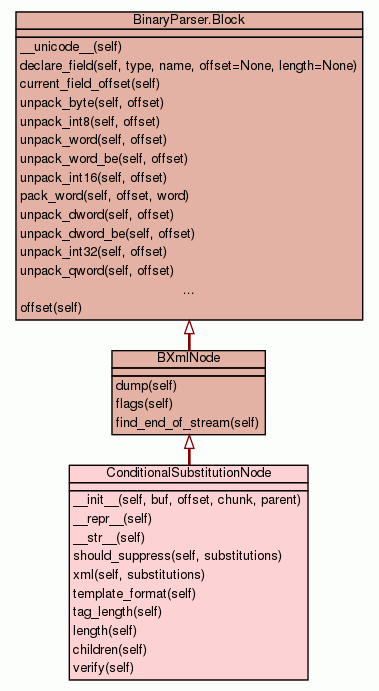 BinaryParser.Block
__unicode__(self)
declare_field(self, type, name, offset=None, length=None)
current_field_offset(self)
unpack_byte(self, offset)
unpack_int8(self, offset)
unpack_word(self, offset)
unpack_word_be(self, offset)
unpack_int16(self, offset)
pack_word(self, offset, word)
unpack_dword(self, offset)
unpack_dword_be(self, offset)
unpack_int32(self, offset)
unpack_qword(self, offset)
...
offset(self)
BXmlNode
dump(self)
flags(self)
find_end_of_stream(self)
ConditionalSubstitutionNode
__init__(self, buf, offset, chunk, parent)
__repr__(self)
__str__(self)
should_suppress(self, substitutions)
xml(self, substitutions)
template_format(self)
tag_length(self)
length(self)
children(self)
verify(self)